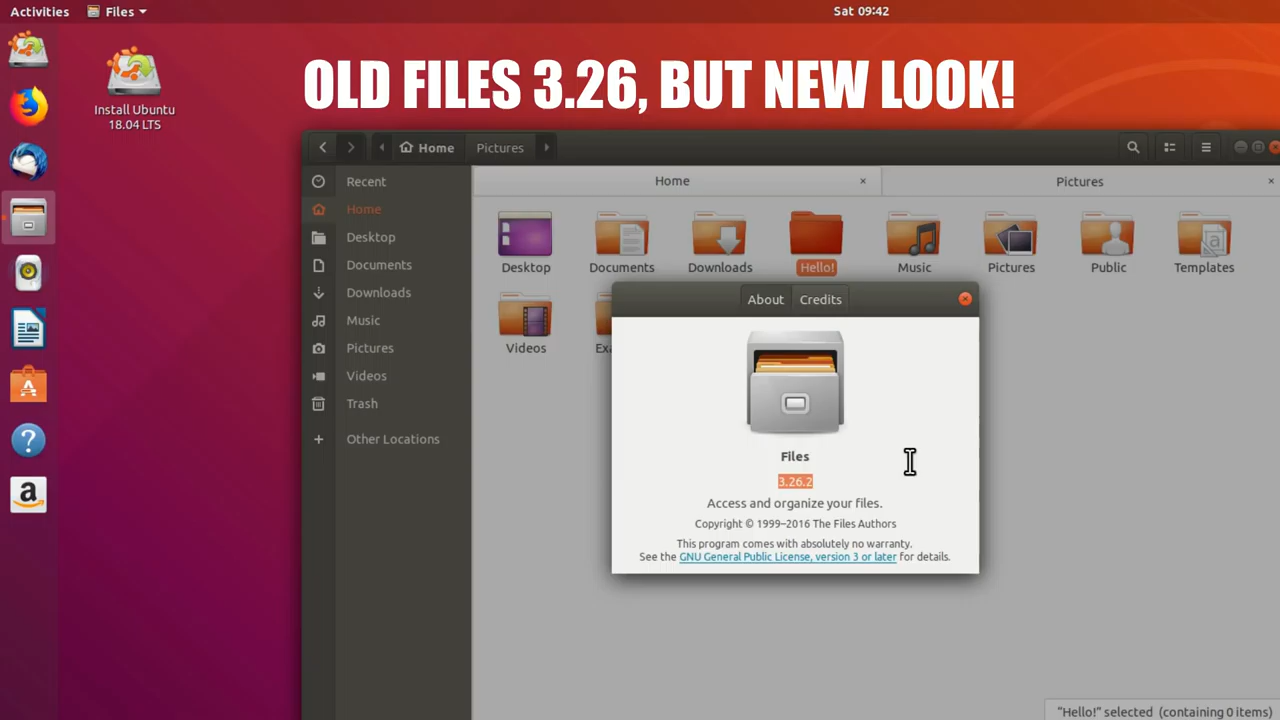 Activities Files Sat 09:42
Install Ubuntu
18.04 LTS
OLD FILES 3.26, BUT NEW LOOK!
Home Pictures
Recent
Home
Desktop
Documents
Downloads
Music
Pictures
Videos
Trash
Other Locations
Home × Pictures ×
Desktop Documents Downloads Hello! Music Pictures Public Templates
Videos Exa
About Credits
Files
3.26.2
Access and organize your files.
Copyright © 1999–2016 The Files Authors
This program comes with absolutely no warranty.
See the GNU General Public License, version 3 or later for details.
"Hello!" selected (containing 0 items)